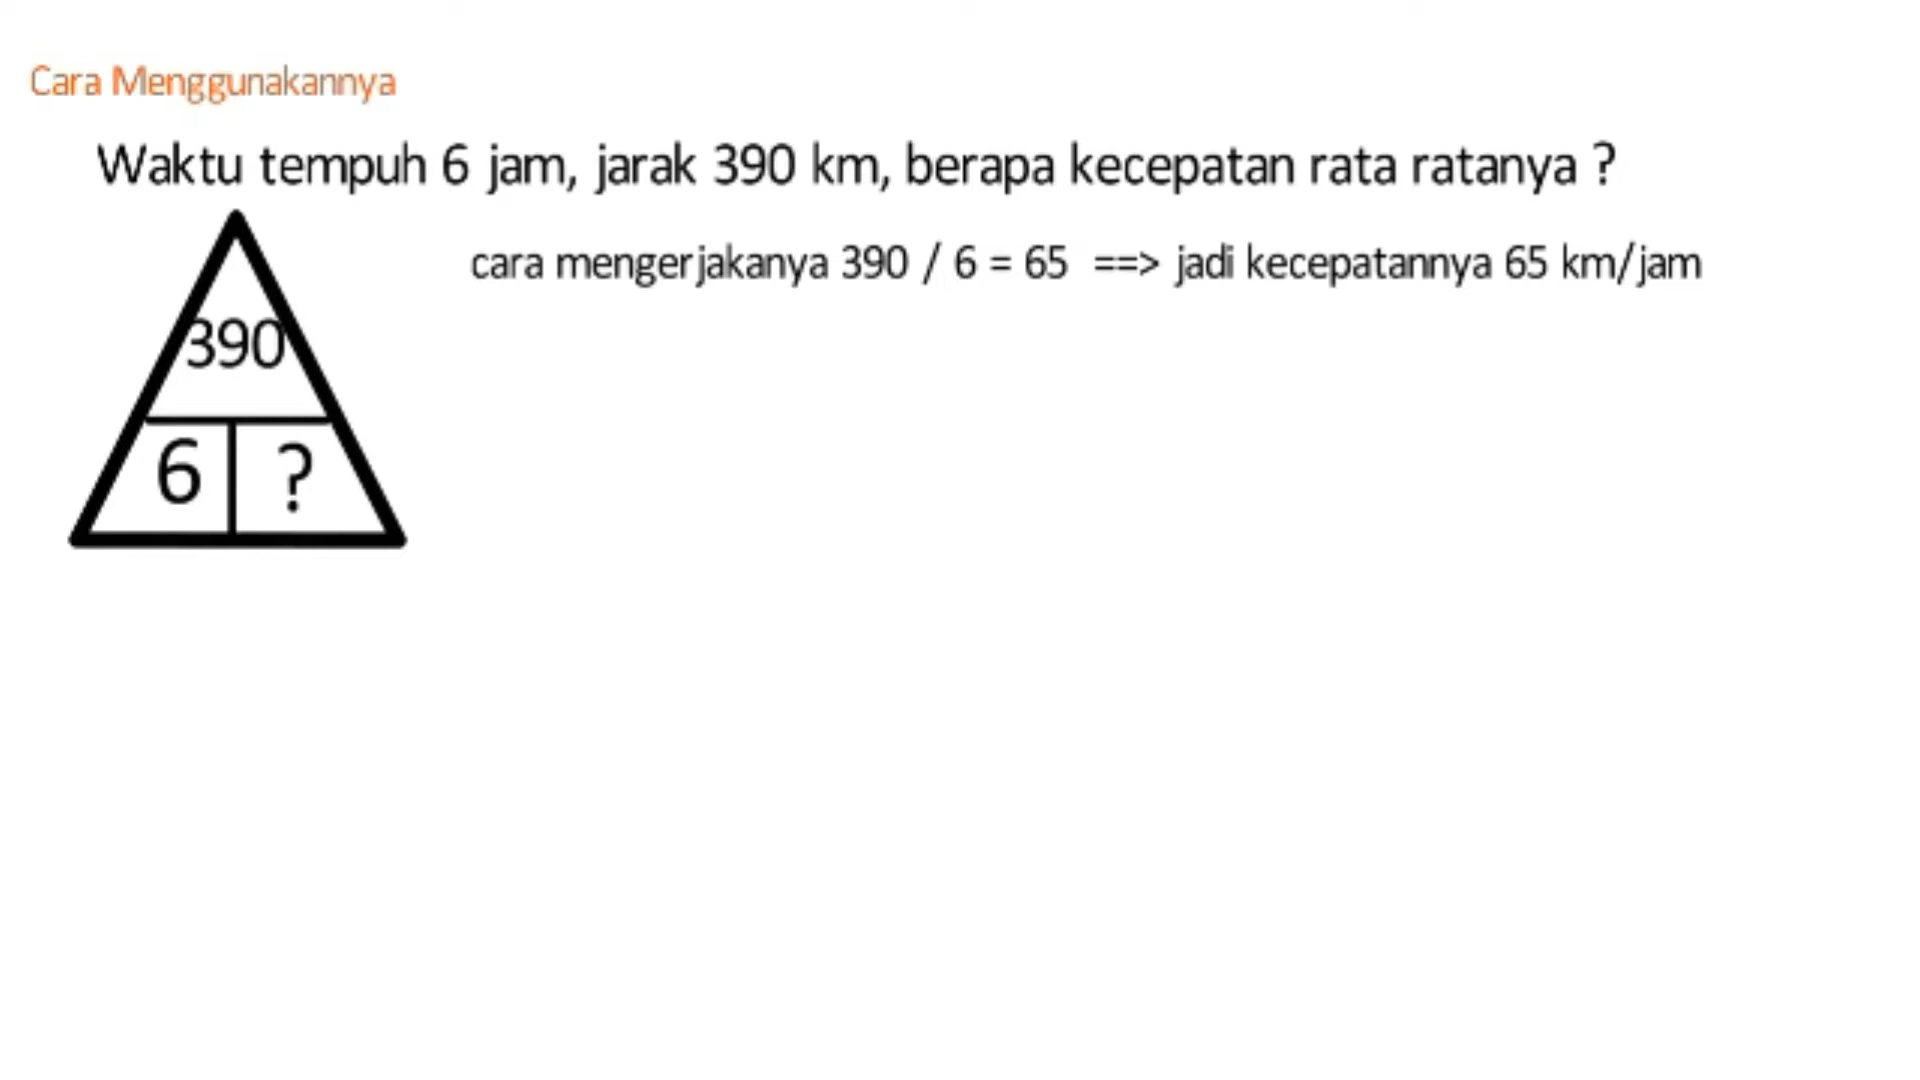 Cara Menggunakannya
Waktu tempuh 6 jam, jarak 390 km, berapa kecepatan rata ratanya ?
cara mengerjakanya 390 / 6 = 65 ==> jadi kecepatannya 65 km/jam
390
6 ?